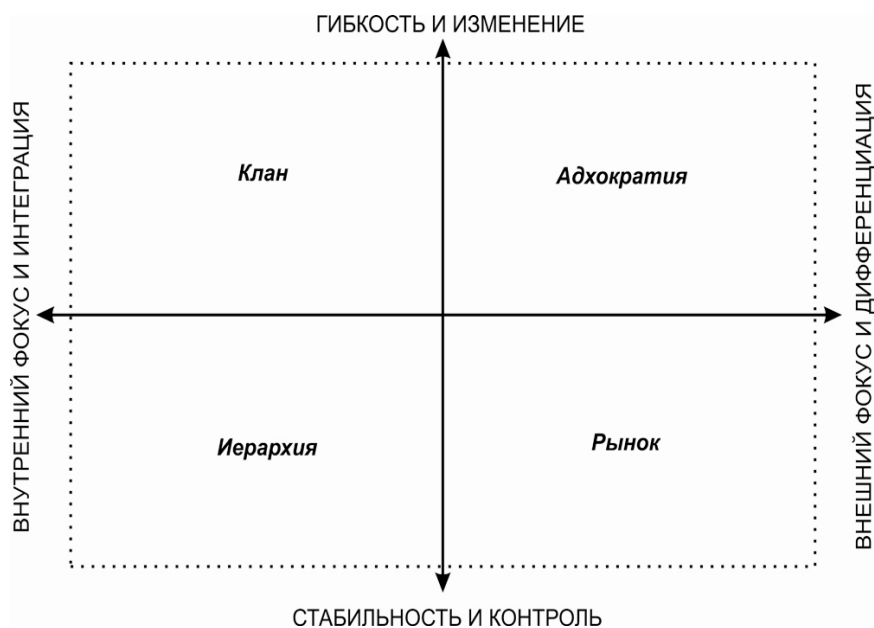 ГИБКОСТЬ И ИЗМЕНЕНИЕ
ВНУТРЕННИЙ ФОКУС И ИНТЕГРАЦИЯ
Клан
Адхократия
ВНЕШНИЙ ФОКУС И ДИФФЕРЕНЦИАЦИЯ
Иерархия
Рынок
СТАБИЛЬНОСТЬ И КОНТРОЛЬ